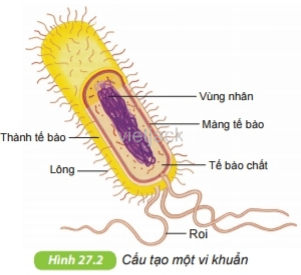 Vùng nhân
Màng tế bào
Thành tế bào
Tế bào chất
Lông
Roi
Hình 27.2 Cấu tạo một vi khuẩn